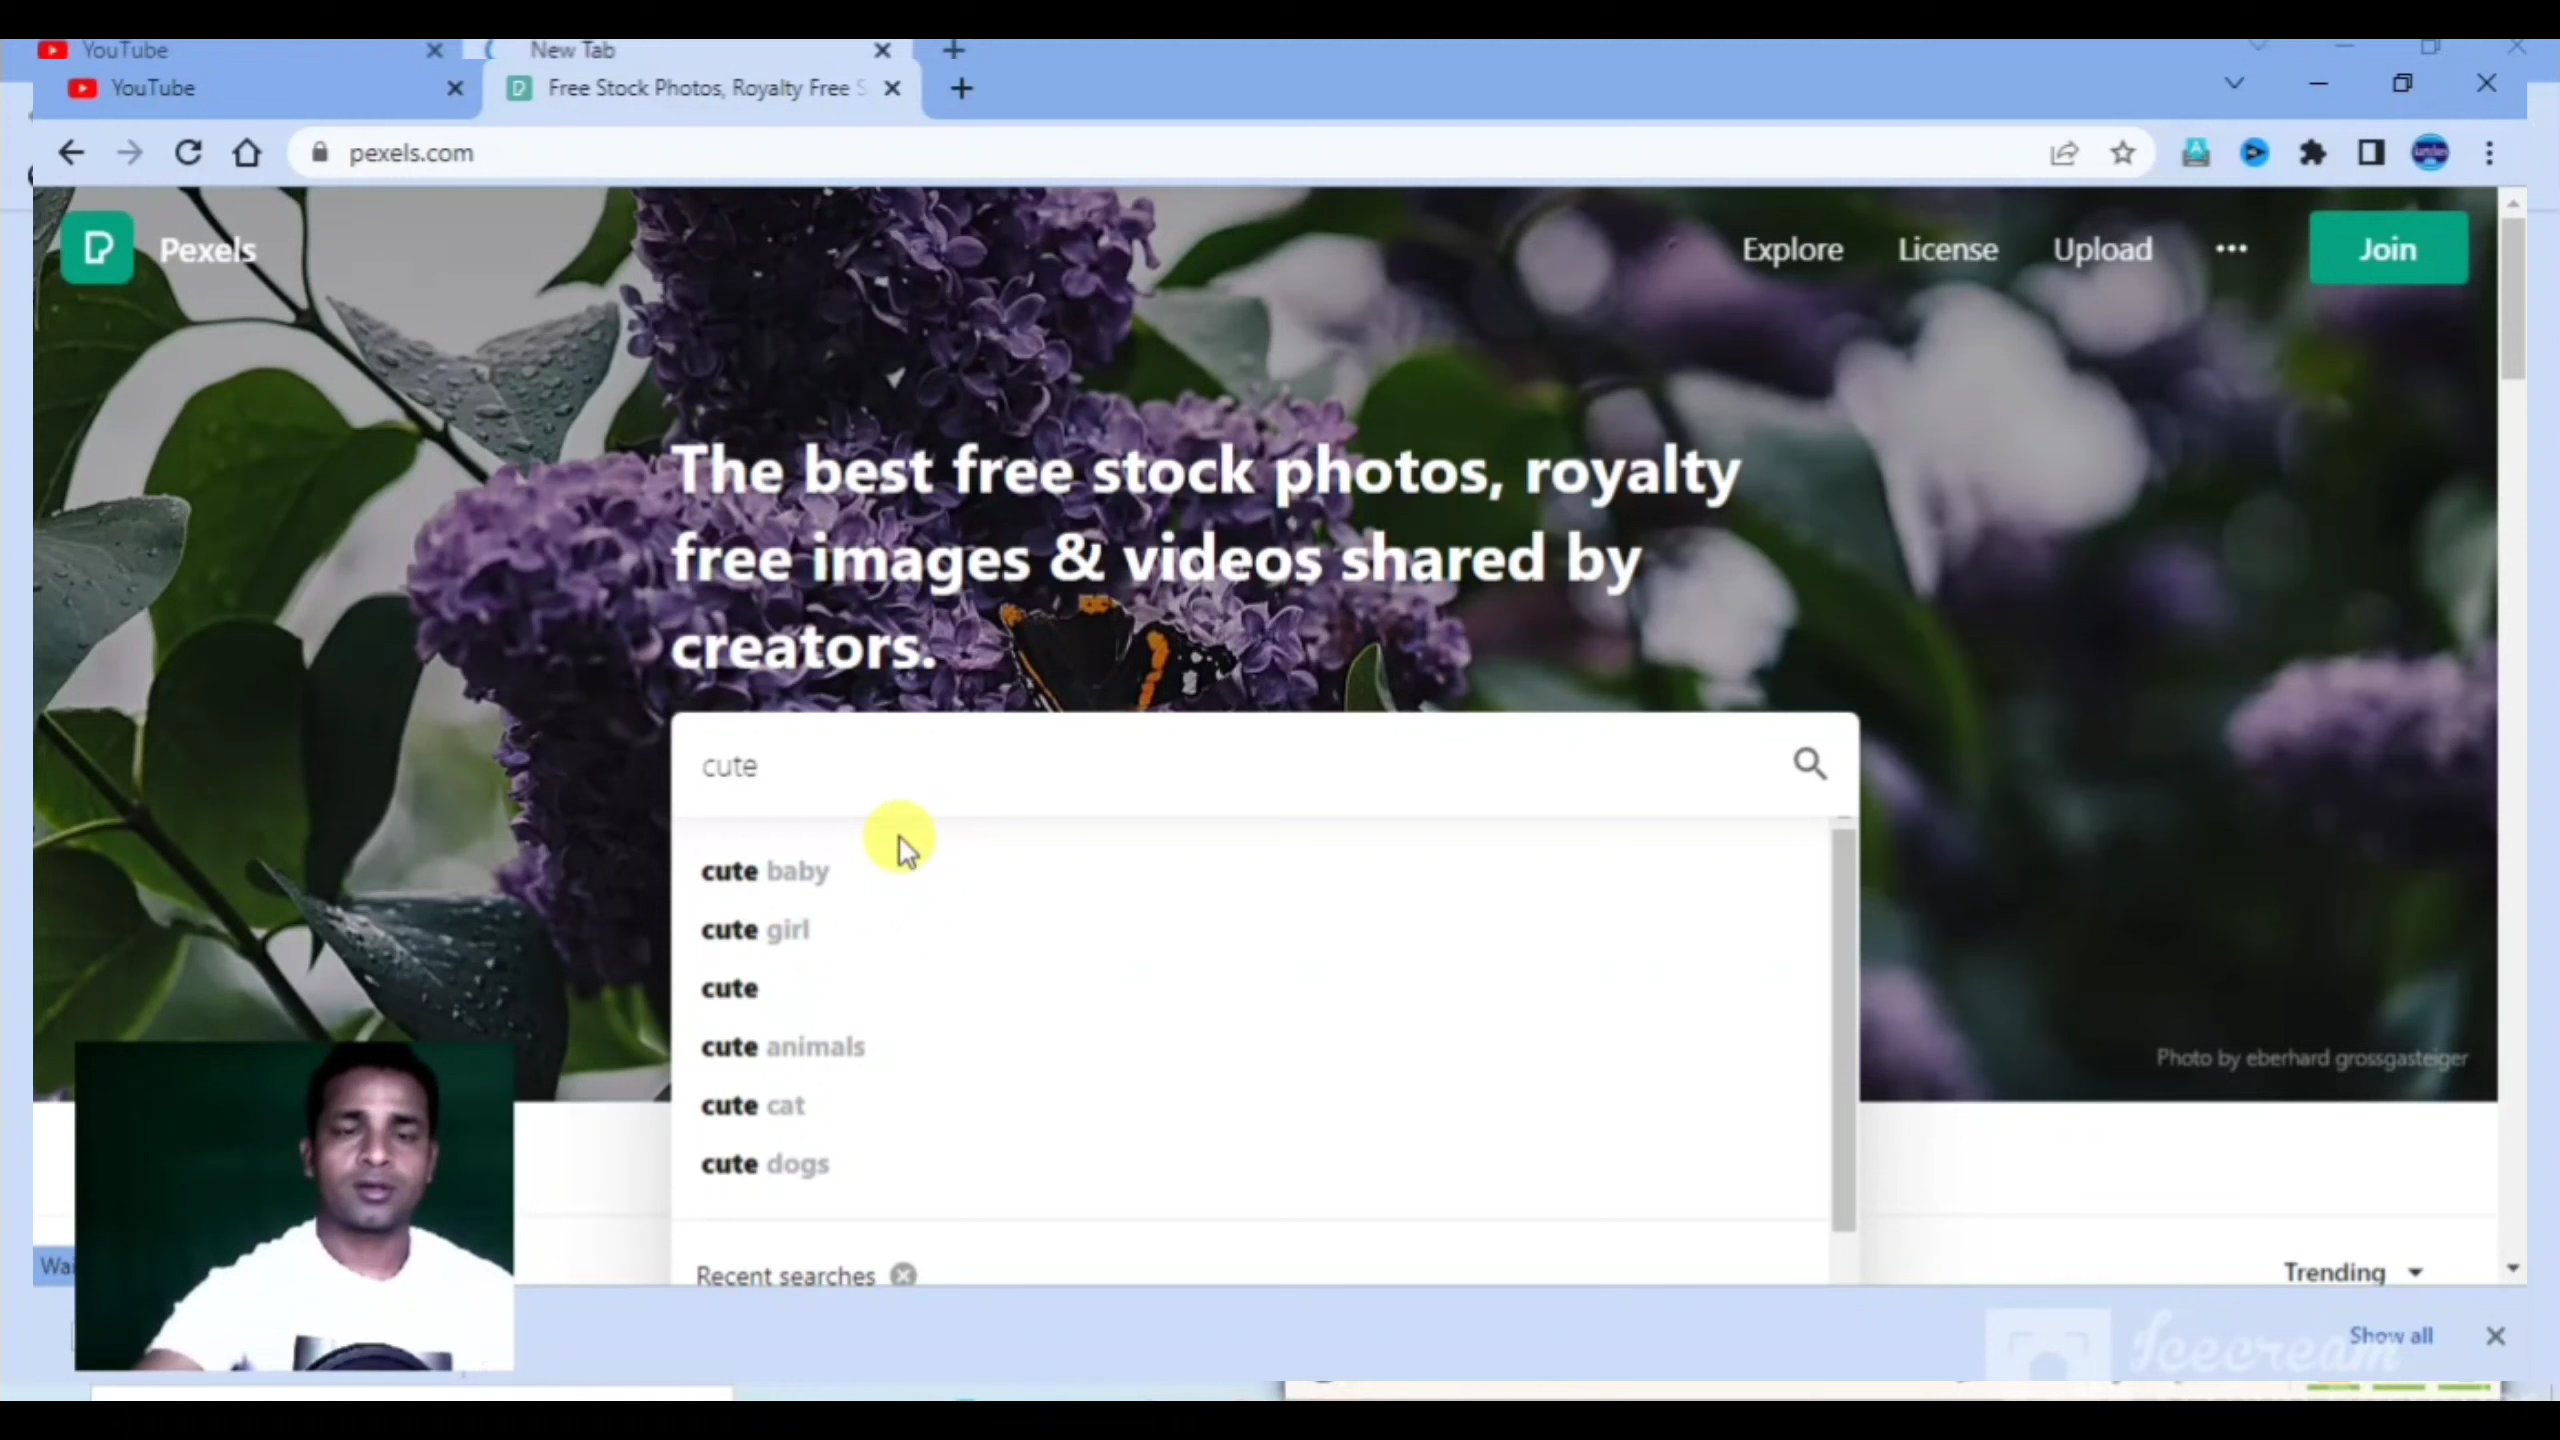 YouTube
New Tab
YouTube
Free Stock Photos, Royalty Free S
pexels.com
Pexels
Explore
License
Upload
Join
The best free stock photos, royalty
free images & videos shared by
creators.
cute
cute baby
cute girl
cute
cute animals
cute cat
cute dogs
Photo by eberhard grossgasteiger
Recent searches
Trending
Wai
Show all
Icecream